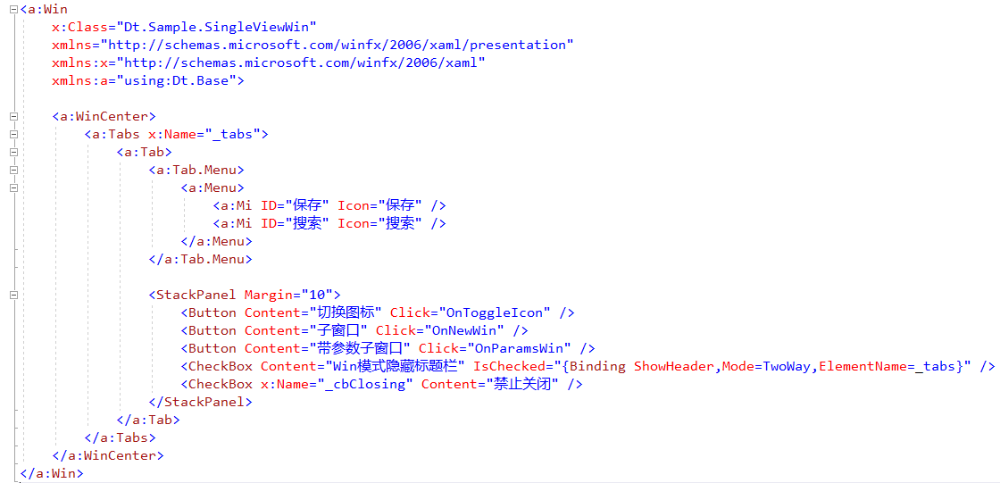 <a:Win
x:Class="Dt.Sample.SingleViewWin"
xmlns="http://schemas.microsoft.com/winfx/2006/xaml/presentation"
xmlns:x="http://schemas.microsoft.com/winfx/2006/xaml"
xmlns:a="using:Dt.Base">
<a:WinCenter>
<a:Tabs x:Name="_tabs">
<a:Tab>
<a:Tab.Menu>
<a:Menu>
<a:Mi ID="保存" Icon="保存" />
<a:Mi ID="搜索" Icon="搜索" />
</a:Menu>
</a:Tab.Menu>
<StackPanel Margin="10">
<Button Content="切换图标" Click="OnToggleIcon" />
<Button Content="子窗口" Click="OnNewWin" />
<Button Content="带参数子窗口" Click="OnParamsWin" />
<CheckBox Content="Win模式隐藏标题栏" IsChecked="{Binding ShowHeader,Mode=TwoWay,ElementName=_tabs}" />
<CheckBox x:Name="_cbClosing" Content="禁止关闭" />
</StackPanel>
</a:Tab>
</a:Tabs>
</a:WinCenter>
</a:Win>